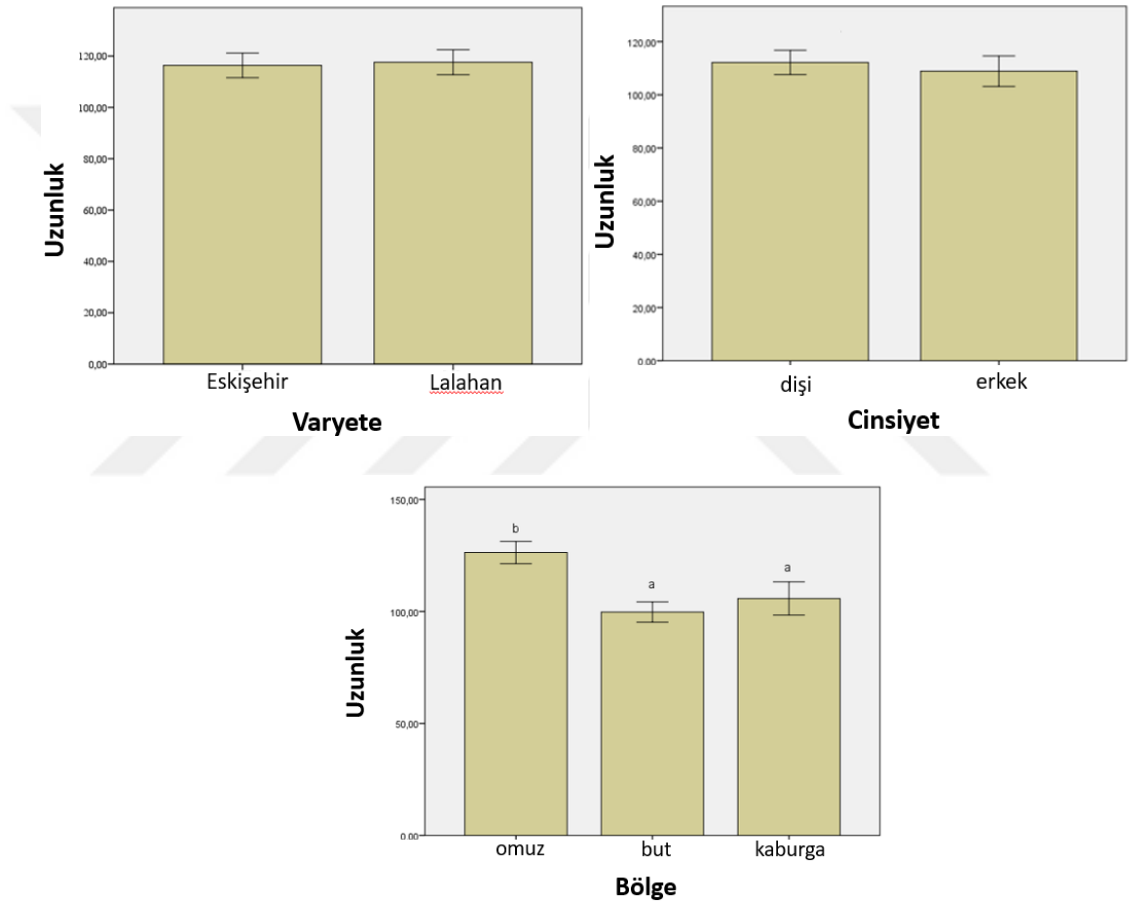 Uzunluk
120,00
100,00
80,00
60,00
40,00
20,00
0,00
Eskişehir Lalahan
Varyete
Uzunluk
120,00
100,00
80,00
60,00
40,00
20,00
0,00
dişi erkek
Cinsiyet
Uzunluk
150,00
100,00
50,00
0,00
b
a
a
omuz but kaburga
Bölge